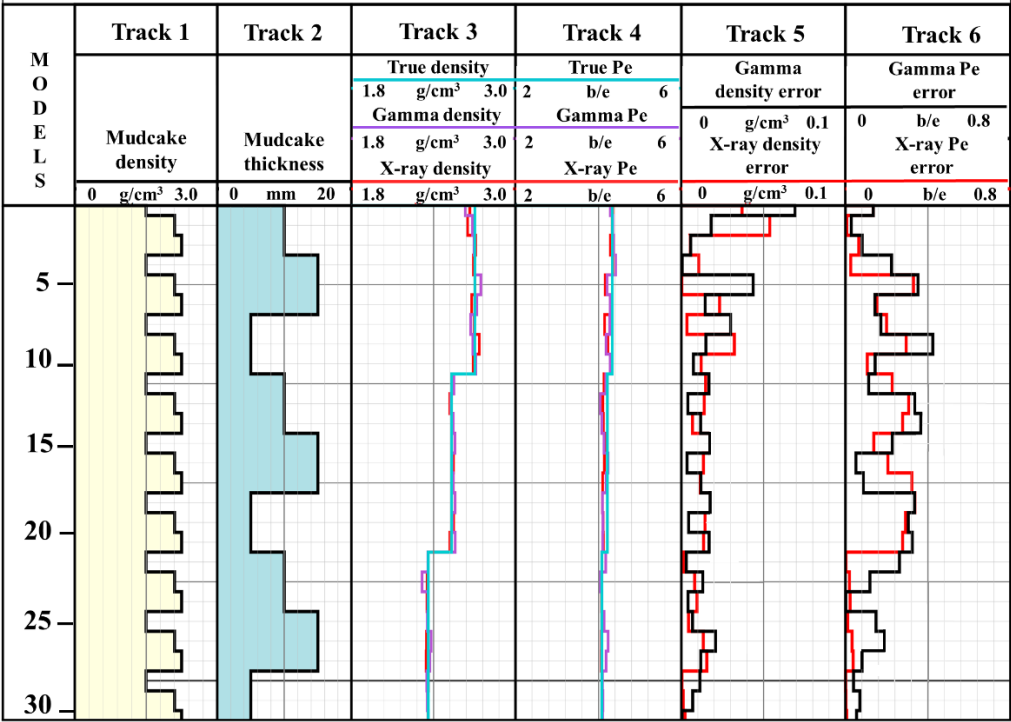 Track 1 Track 2 Track 3 Track 4 Track 5 Track 6
M
O
D
E
L
S
Mudcake
density
0 g/cm³ 3.0
Mudcake
thickness
0 mm 20
True density
1.8 g/cm³ 3.0
Gamma density
1.8 g/cm³ 3.0
X-ray density
1.8 g/cm³ 3.0
True Pe
2 b/e 6
Gamma Pe
2 b/e 6
X-ray Pe
2 b/e 6
Gamma
density error
0 g/cm³ 0.1
X-ray density
error
0 g/cm³ 0.1
Gamma Pe
error
0 b/e 0.8
X-ray Pe
error
0 b/e 0.8
5
10
15
20
25
30